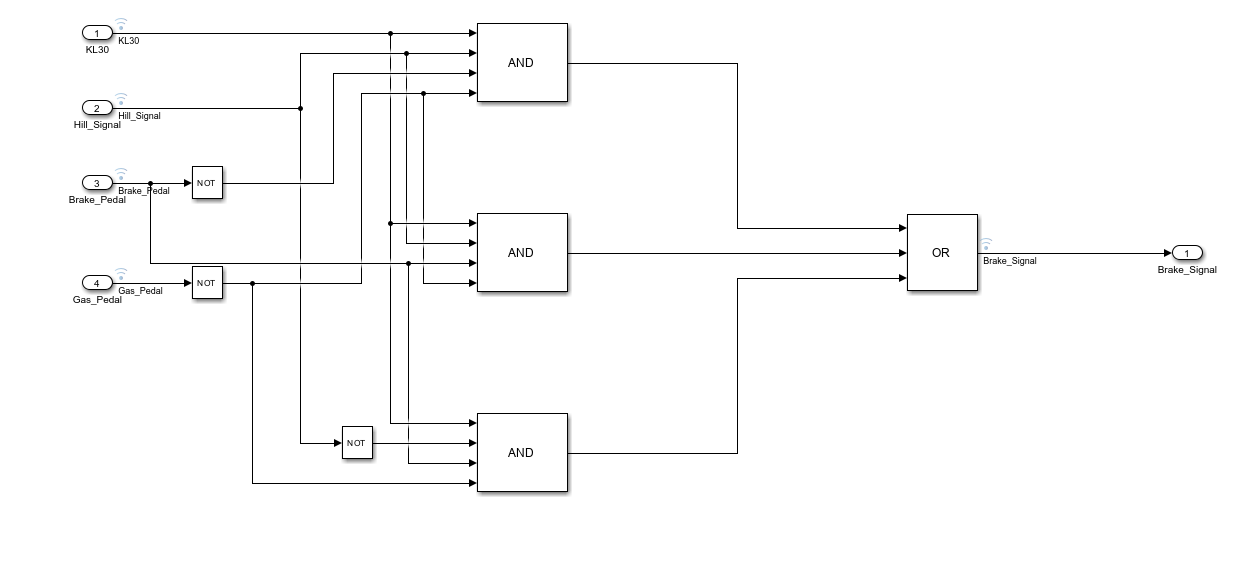 1
KL30
KL30
AND
2
Hill_Signal
Hill_Signal
3
Brake_Pedal
Brake_Pedal
NOT
4
Gas_Pedal
Gas_Pedal
NOT
AND
OR
Brake_Signal
1
Brake_Signal
NOT
AND